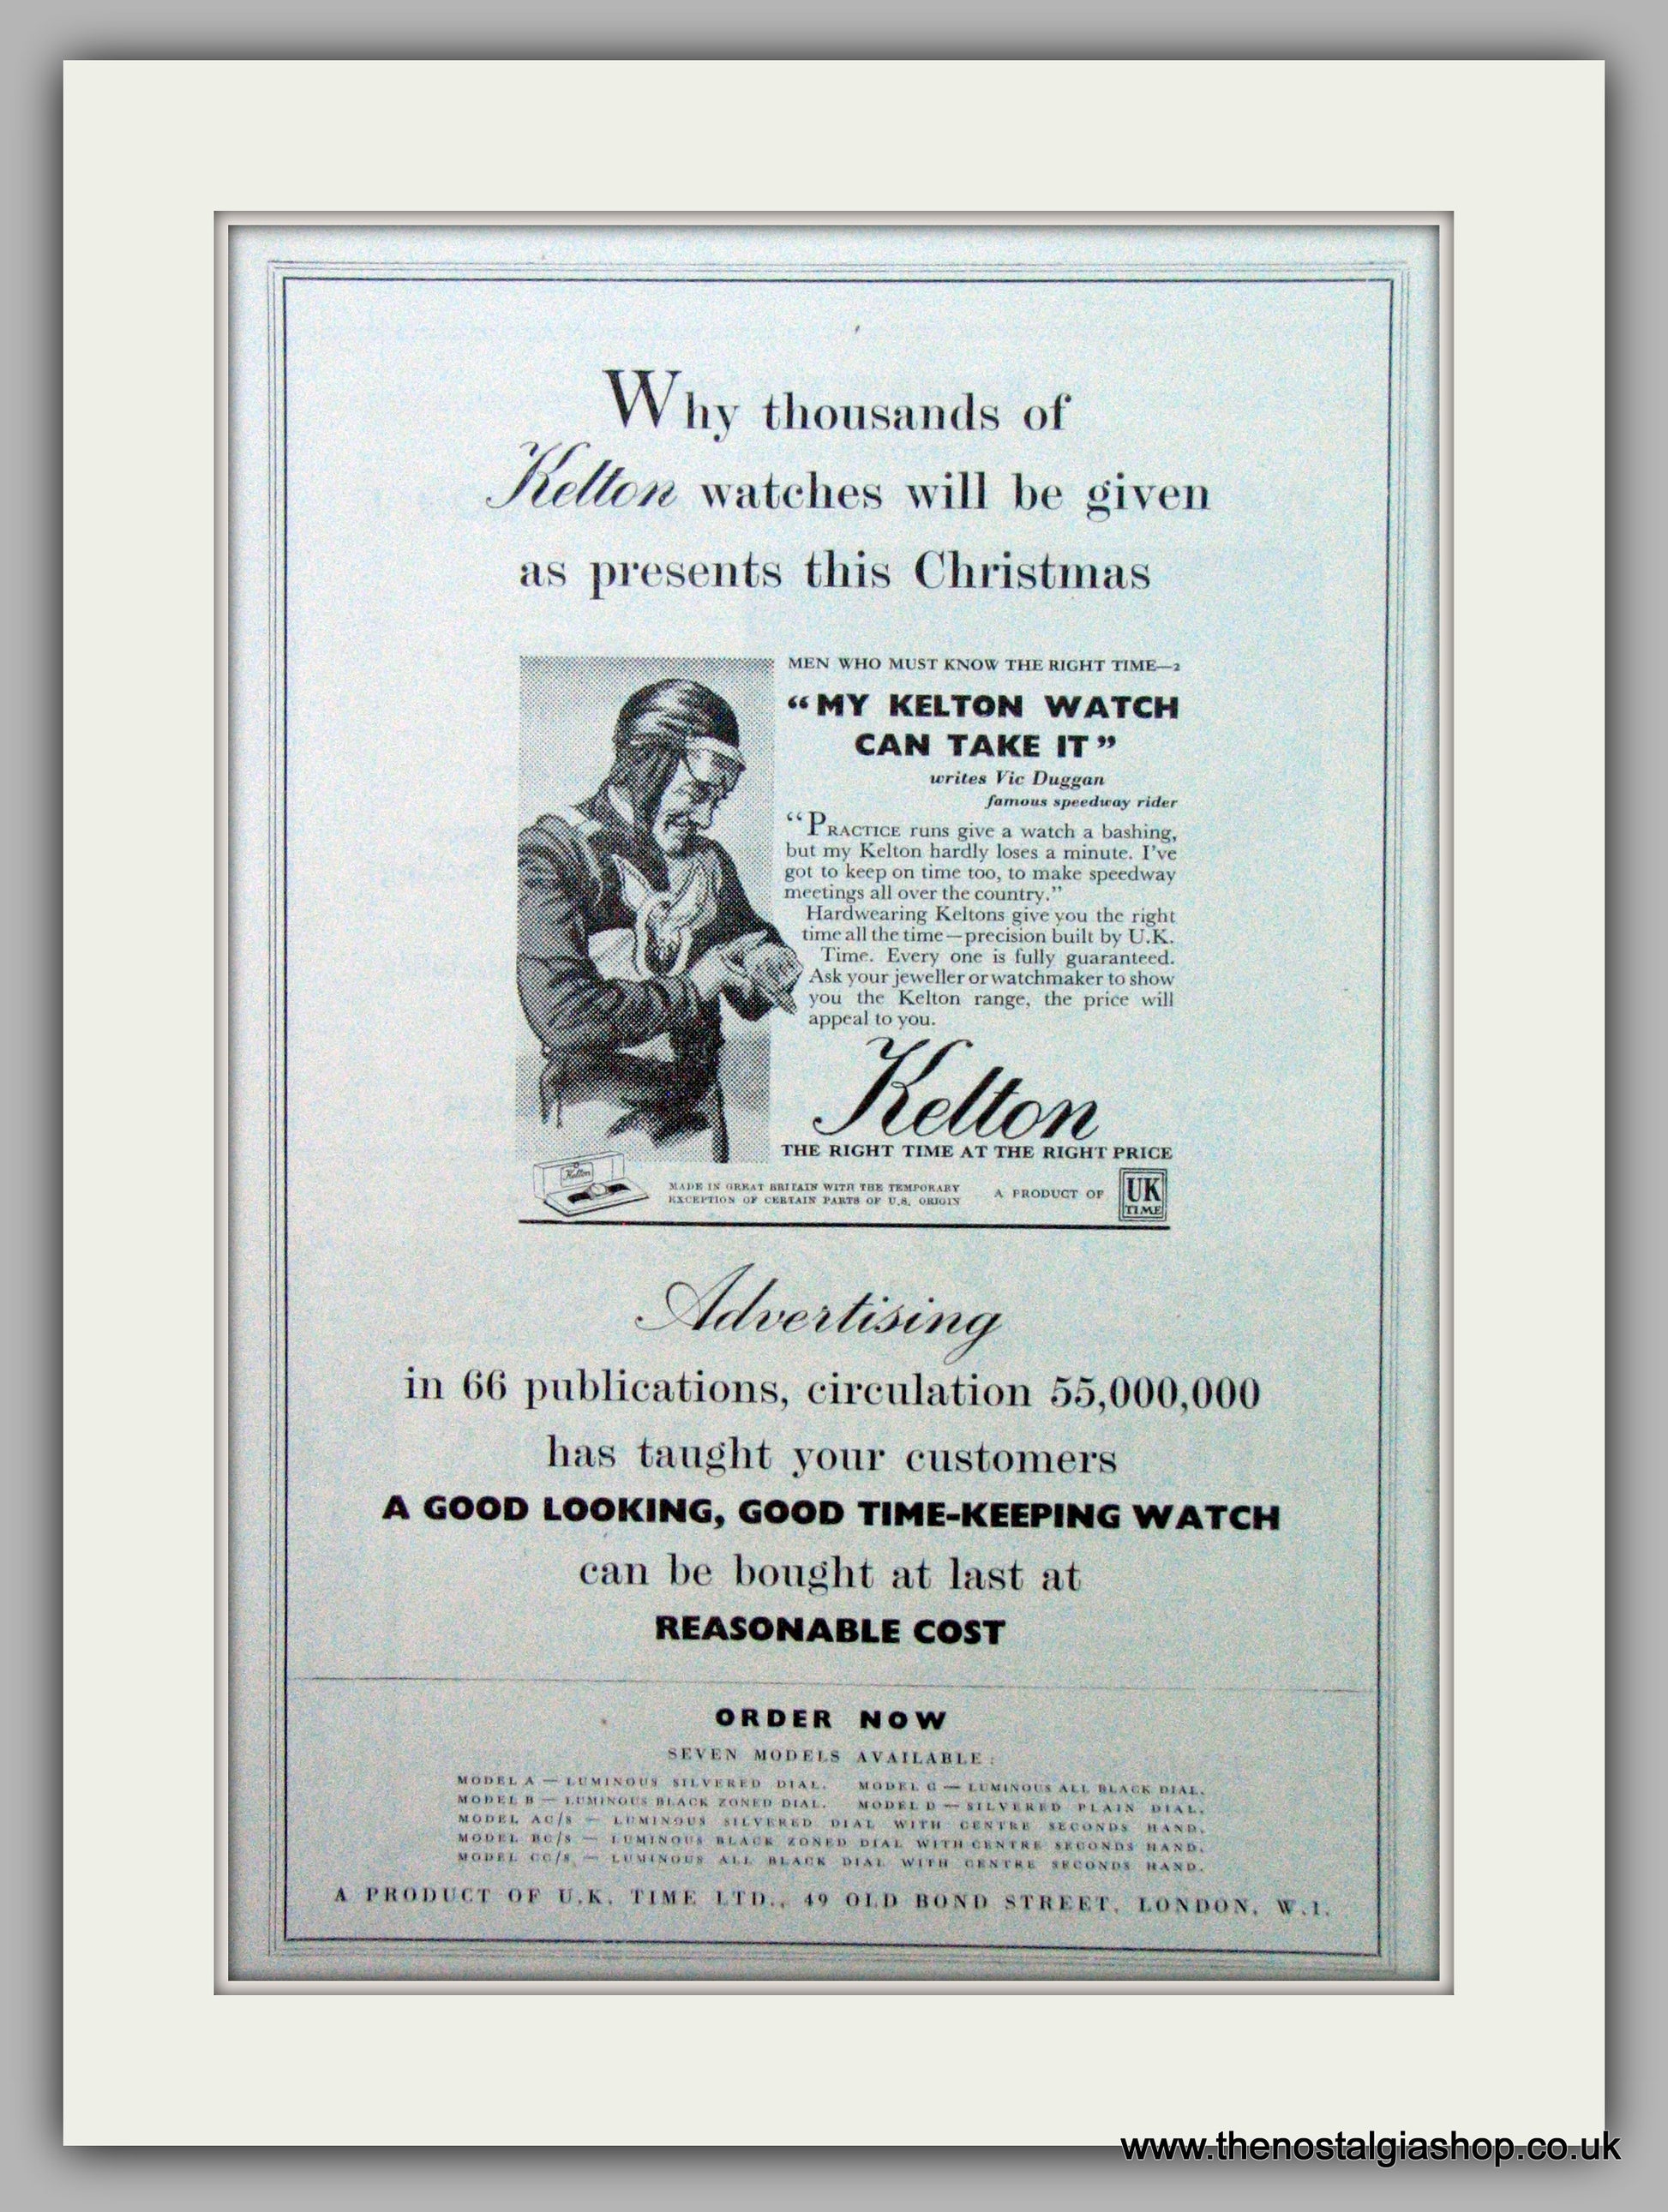 Why thousands of
Kelton watches will be given
as presents this Christmas
MEN WHO MUST KNOW THE RIGHT TIME—2
“MY KELTON WATCH
CAN TAKE IT”
writes Vic Duggan
famous speedway rider
“PRACTICE runs give a watch a bashing,
but my Kelton hardly loses a minute. I've
got to keep on time too, to make speedway
meetings all over the country.”
Hardwearing Keltons give you the right
time all the time—precision built by U.K.
Time. Every one is fully guaranteed.
Ask your jeweller or watchmaker to show
you the Kelton range, the price will
appeal to you.
Kelton
THE RIGHT TIME AT THE RIGHT PRICE
Kelton
MADE IN GREAT BRITAIN WITH THE TEMPORARY
EXCEPTION OF CERTAIN PARTS OF U.S. ORIGIN
A PRODUCT OF
UK
TIME
Advertising
in 66 publications, circulation 55,000,000
has taught your customers
A GOOD LOOKING, GOOD TIME-KEEPING WATCH
can be bought at last at
REASONABLE COST
ORDER NOW
SEVEN MODELS AVAILABLE:
MODEL A — LUMINOUS SILVERED DIAL. MODEL C — LUMINOUS ALL BLACK DIAL.
MODEL B — LUMINOUS BLACK ZONED DIAL. MODEL D — SILVERED PLAIN DIAL.
MODEL AC/S — LUMINOUS SILVERED DIAL WITH CENTRE SECONDS HAND.
MODEL BC/S — LUMINOUS BLACK ZONED DIAL WITH CENTRE SECONDS HAND.
MODEL CC/S — LUMINOUS ALL BLACK DIAL WITH CENTRE SECONDS HAND.
A PRODUCT OF U.K. TIME LTD., 49 OLD BOND STREET, LONDON, W.1.
www.thenostalgiashop.co.uk